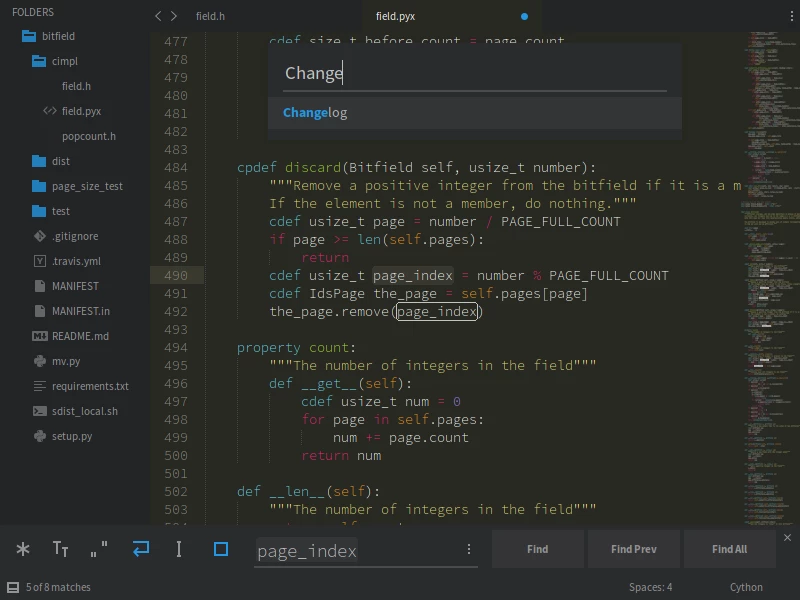 FOLDERS
bitfield
cimpl
field.h
field.pyx
popcount.h
dist
page_size_test
test
.gitignore
.travis.yml
MANIFEST
MANIFEST.in
README.md
mv.py
requirements.txt
sdist_local.sh
setup.py
field.h
field.pyx
Change
Changelog
477 cdef size_t before_count = page.count
478
479
480
481
482
483
484 cpdef discard(Bitfield self, usize_t number):
485 """Remove a positive integer from the bitfield if it is a m
486 If the element is not a member, do nothing."""
487 cdef usize_t page = number / PAGE_FULL_COUNT
488 if page >= len(self.pages):
489 return
490 cdef usize_t page_index = number % PAGE_FULL_COUNT
491 cdef IdsPage the_page = self.pages[page]
492 the_page.remove(page_index)
493
494 property count:
495 """The number of integers in the field"""
496 def __get__(self):
497 cdef usize_t num = 0
498 for page in self.pages:
499 num += page.count
500 return num
501
502 def __len__(self):
503 """The number of integers in the field"""
page_index
Find
Find Prev
Find All
5 of 8 matches
Spaces: 4
Cython